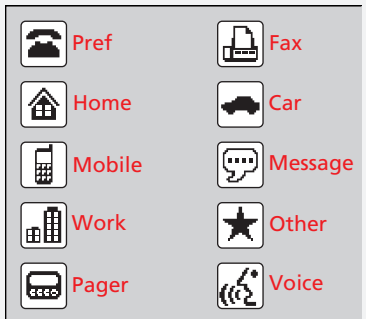 Pref
Fax
Home
Car
Mobile
Message
Work
Other
Pager
Voice